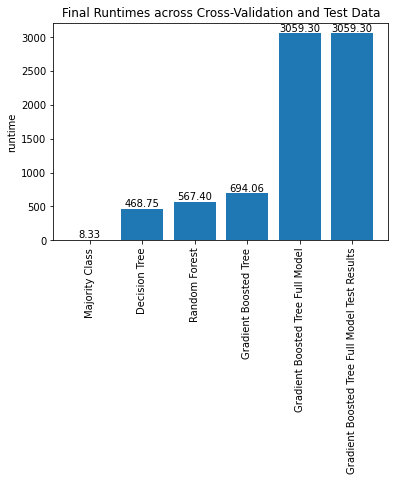 Final Runtimes across Cross-Validation and Test Data
runtime
3000
2500
2000
1500
1000
500
0
8.33
468.75
567.40
694.06
3059.30
3059.30
Majority Class
Decision Tree
Random Forest
Gradient Boosted Tree
Gradient Boosted Tree Full Model
Gradient Boosted Tree Full Model Test Results